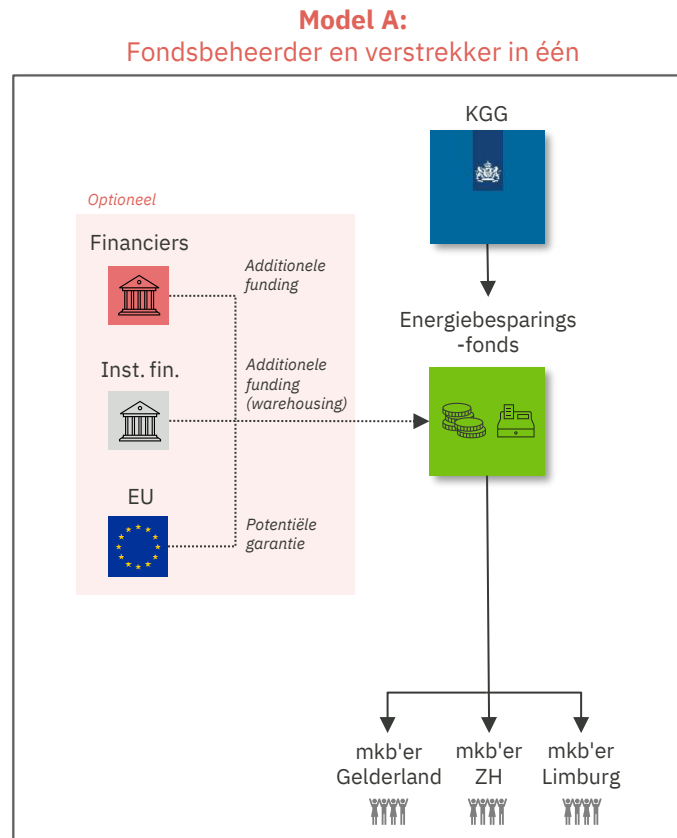 Model A:
Fondsbeheerder en verstrekker in één
KGG
Optioneel
Financiers
Additionele
funding
Energiebesparings
-fonds
Inst. fin.
Additionele
funding
(warehousing)
EU
Potentiële
garantie
mkb'er
Gelderland
mkb'er
ZH
mkb'er
Limburg